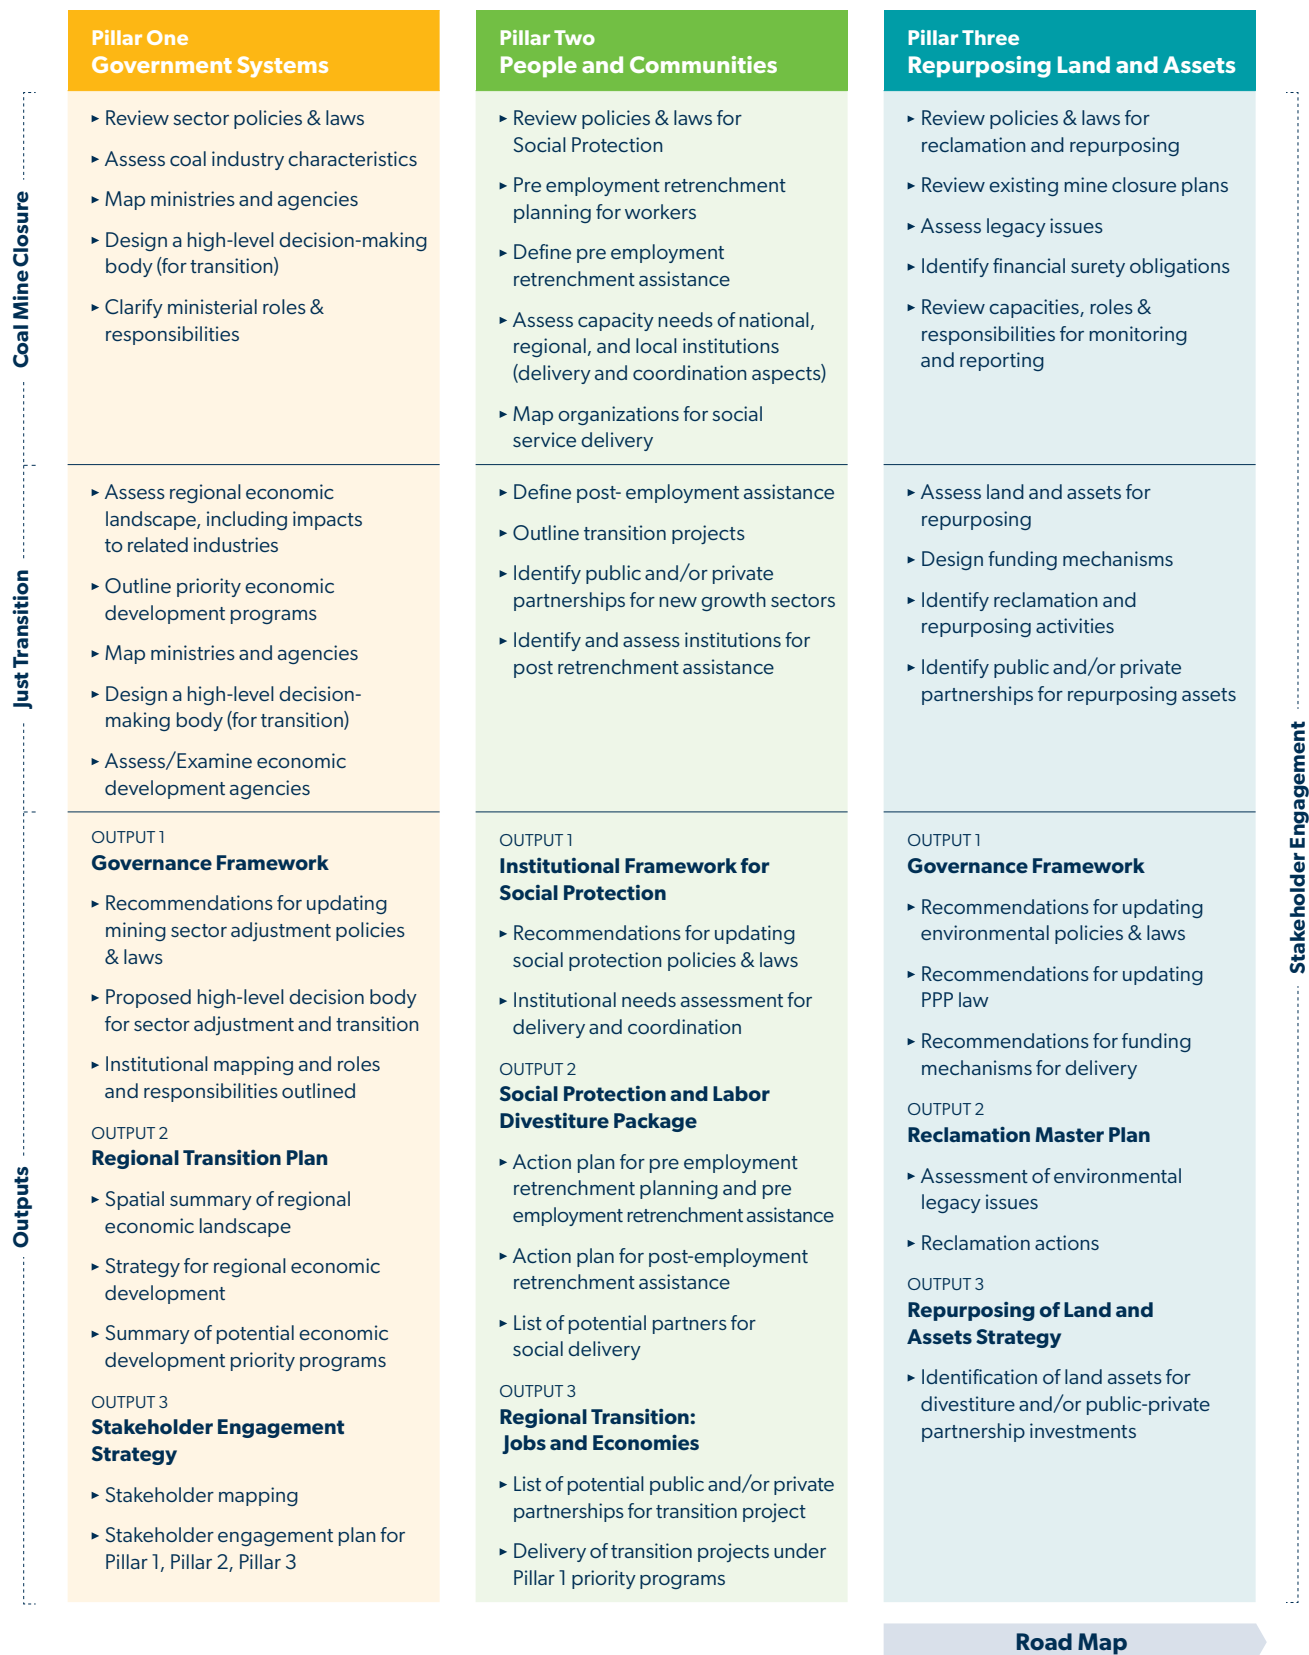 Pillar One
Government Systems
Coal Mine Closure
▸ Review sector policies & laws
▸ Assess coal industry characteristics
▸ Map ministries and agencies
▸ Design a high-level decision-making
body (for transition)
▸ Clarify ministerial roles &
responsibilities
Just Transition
▸ Assess regional economic
landscape, including impacts
to related industries
▸ Outline priority economic
development programs
▸ Map ministries and agencies
▸ Design a high-level decision-
making body (for transition)
▸ Assess/Examine economic
development agencies
Outputs
OUTPUT 1
Governance Framework
▸ Recommendations for updating
mining sector adjustment policies
& laws
▸ Proposed high-level decision body
for sector adjustment and transition
▸ Institutional mapping and roles
and responsibilities outlined
OUTPUT 2
Regional Transition Plan
▸ Spatial summary of regional
economic landscape
▸ Strategy for regional economic
development
▸ Summary of potential economic
development priority programs
OUTPUT 3
Stakeholder Engagement
Strategy
▸ Stakeholder mapping
▸ Stakeholder engagement plan for
Pillar 1, Pillar 2, Pillar 3
Pillar Two
People and Communities
▸ Review policies & laws for
Social Protection
▸ Pre employment retrenchment
planning for workers
▸ Define pre employment
retrenchment assistance
▸ Assess capacity needs of national,
regional, and local institutions
(delivery and coordination aspects)
▸ Map organizations for social
service delivery
▸ Define post- employment assistance
▸ Outline transition projects
▸ Identify public and/or private
partnerships for new growth sectors
▸ Identify and assess institutions for
post retrenchment assistance
OUTPUT 1
Institutional Framework for
Social Protection
▸ Recommendations for updating
social protection policies & laws
▸ Institutional needs assessment for
delivery and coordination
OUTPUT 2
Social Protection and Labor
Divestiture Package
▸ Action plan for pre employment
retrenchment planning and pre
employment retrenchment assistance
▸ Action plan for post-employment
retrenchment assistance
▸ List of potential partners for
social delivery
OUTPUT 3
Regional Transition:
Jobs and Economies
▸ List of potential public and/or private
partnerships for transition project
▸ Delivery of transition projects under
Pillar 1 priority programs
Pillar Three
Repurposing Land and Assets
▸ Review policies & laws for
reclamation and repurposing
▸ Review existing mine closure plans
▸ Assess legacy issues
▸ Identify financial surety obligations
▸ Review capacities, roles &
responsibilities for monitoring
and reporting
▸ Assess land and assets for
repurposing
▸ Design funding mechanisms
▸ Identify reclamation and
repurposing activities
▸ Identify public and/or private
partnerships for repurposing assets
OUTPUT 1
Governance Framework
▸ Recommendations for updating
environmental policies & laws
▸ Recommendations for updating
PPP law
▸ Recommendations for funding
mechanisms for delivery
OUTPUT 2
Reclamation Master Plan
▸ Assessment of environmental
legacy issues
▸ Reclamation actions
OUTPUT 3
Repurposing of Land and
Assets Strategy
▸ Identification of land assets for
divestiture and/or public-private
partnership investments
Stakeholder Engagement
Road Map